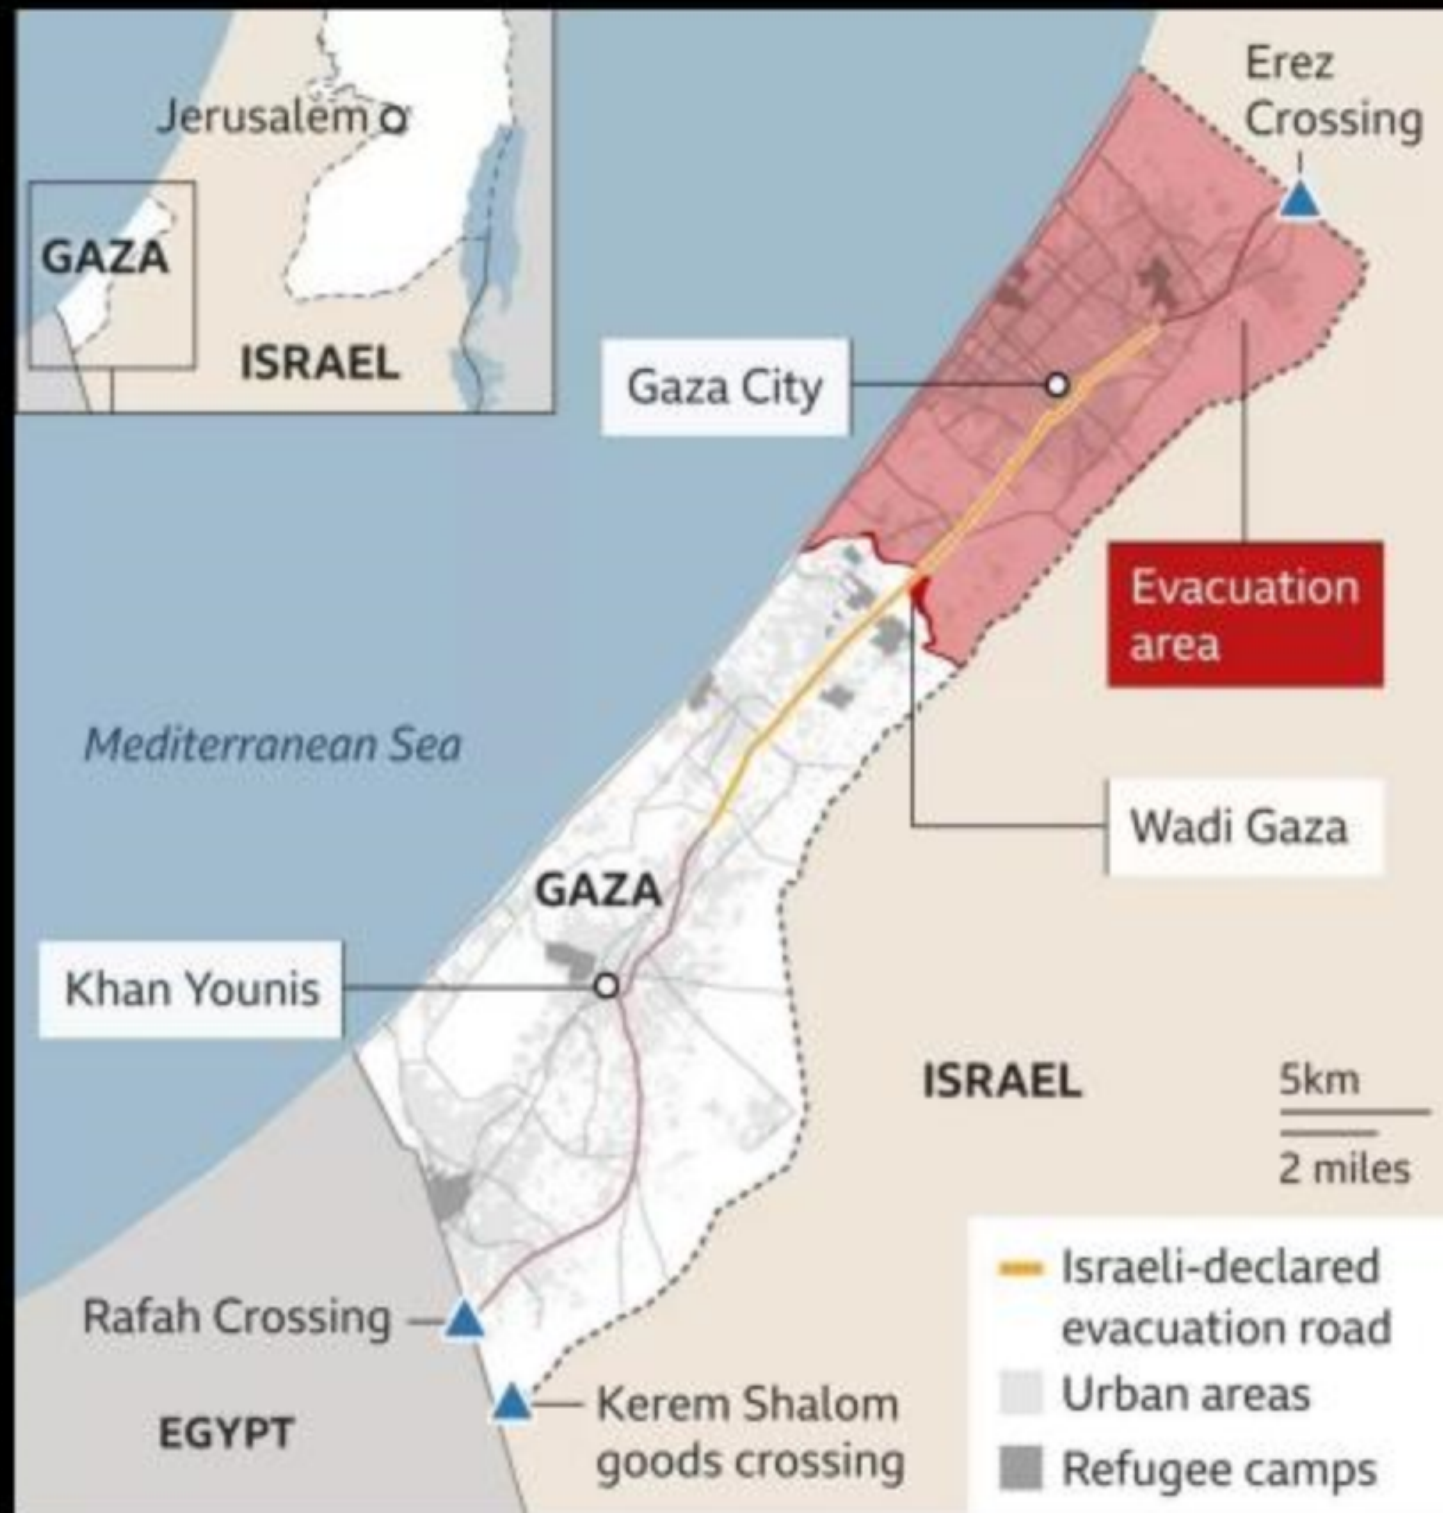 Jerusalem
GAZA
ISRAEL
Erez
Crossing
Gaza City
Evacuation
area
Mediterranean Sea
Wadi Gaza
GAZA
Khan Younis
ISRAEL
5km
2 miles
Rafah Crossing
EGYPT
Kerem Shalom
goods crossing
Israeli-declared
evacuation road
Urban areas
Refugee camps